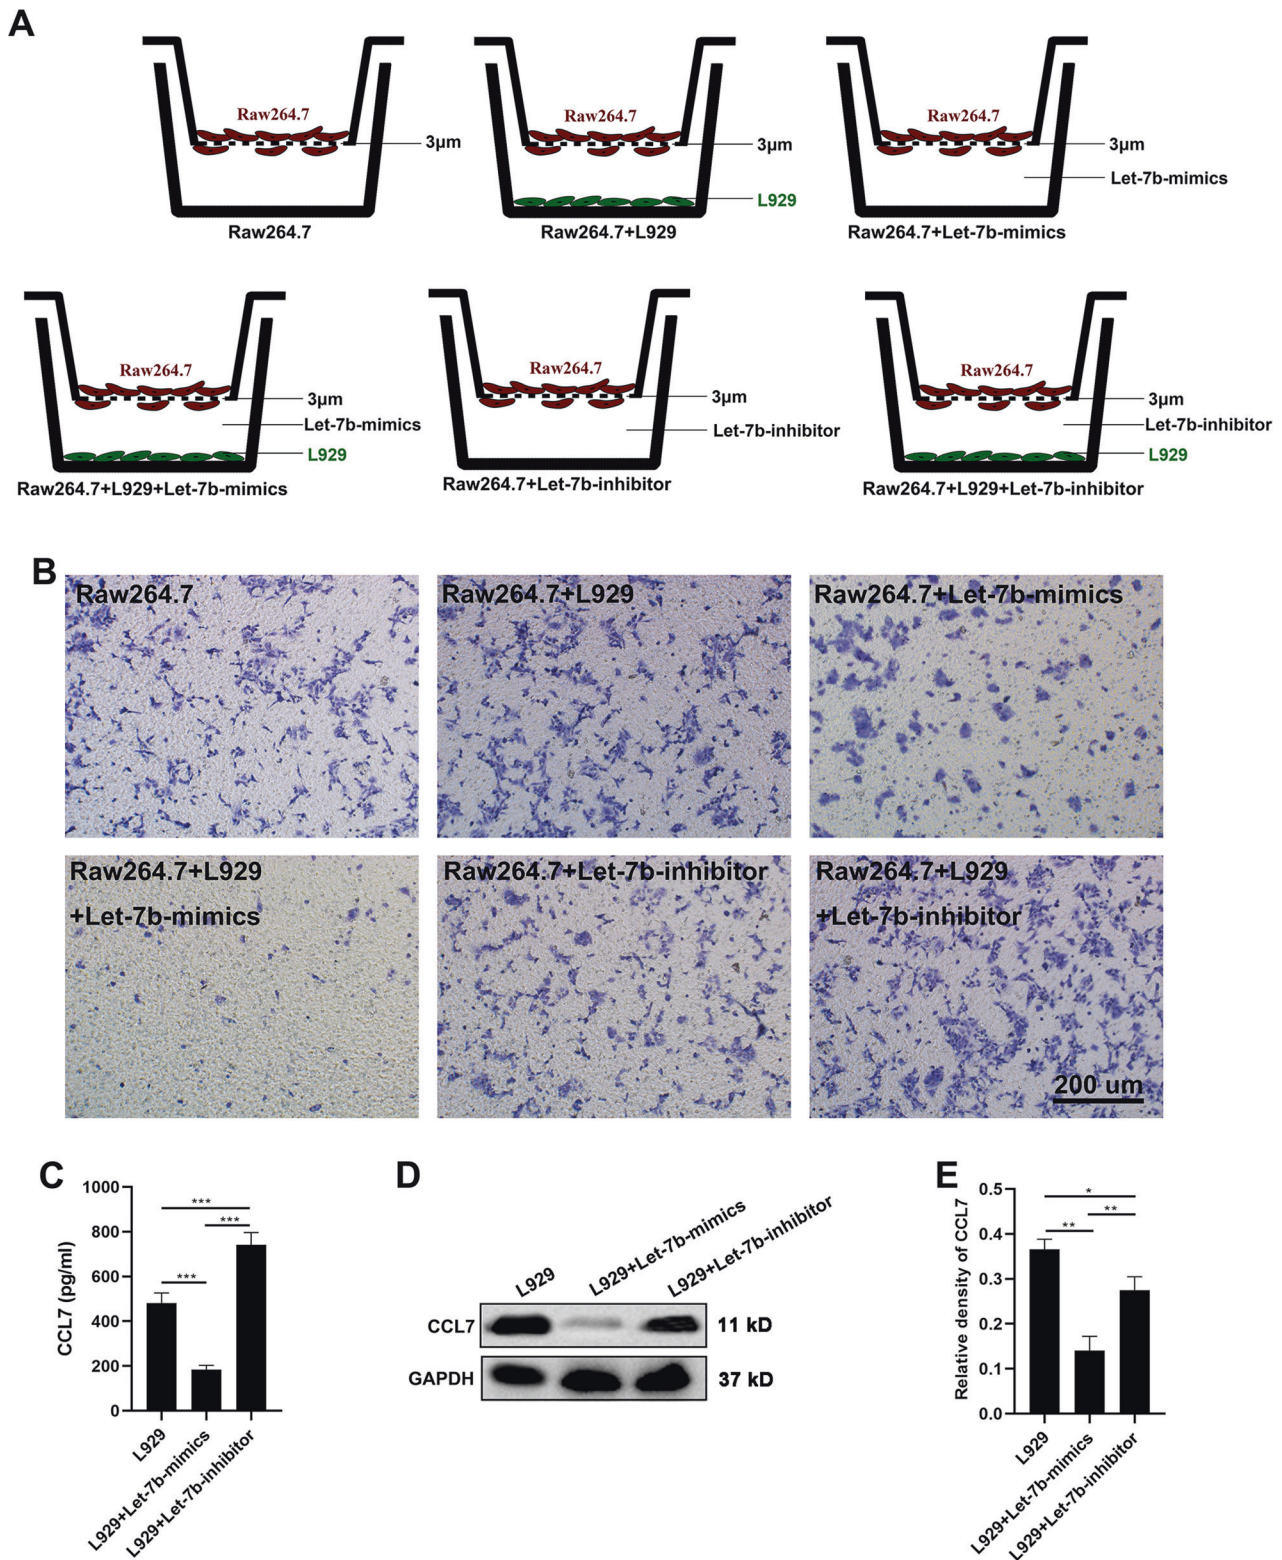 A
Raw264.7
3μm
Raw264.7
Raw264.7
3μm
L929
Raw264.7+L929
Raw264.7
3μm
Let-7b-mimics
Raw264.7+Let-7b-mimics
Raw264.7
3μm
Let-7b-mimics
L929
Raw264.7+L929+Let-7b-mimics
Raw264.7
3μm
Let-7b-inhibitor
Raw264.7+Let-7b-inhibitor
Raw264.7
3μm
Let-7b-inhibitor
L929
Raw264.7+L929+Let-7b-inhibitor
B
Raw264.7
Raw264.7+L929
Raw264.7+Let-7b-mimics
Raw264.7+L929
+Let-7b-mimics
Raw264.7+Let-7b-inhibitor
Raw264.7+L929
+Let-7b-inhibitor
200 um
C
CCL7 (pg/ml)
1000
800
600
400
200
0
***
***
***
L929
L929+Let-7b-mimics
L929+Let-7b-inhibitor
D
L929
L929+Let-7b-mimics
L929+Let-7b-inhibitor
CCL7
11 kD
GAPDH
37 kD
E
Relative density of CCL7
0.5
0.4
0.3
0.2
0.1
0.0
*
**
**
L929
L929+Let-7b-mimics
L929+Let-7b-inhibitor